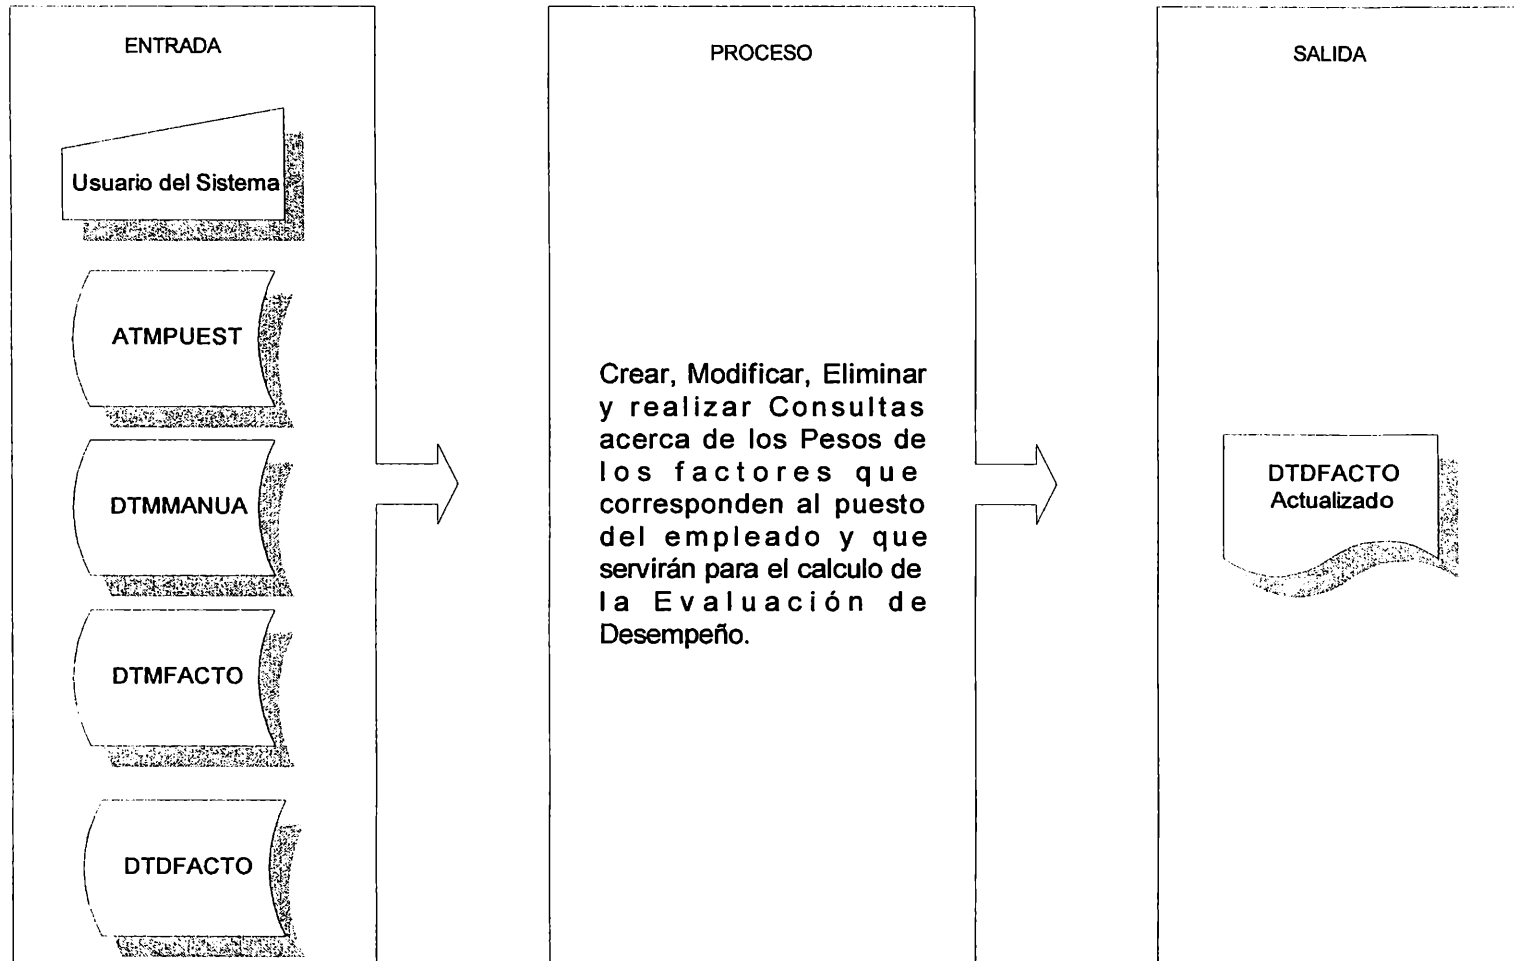 ENTRADA
Usuario del Sistema
ATMPUEST
DTMMANUA
DTMFACTO
DTDFACTO
PROCESO
Crear, Modificar, Eliminar
y realizar Consultas
acerca de los Pesos de
los factores que
corresponden al puesto
del empleado y que
servirán para el calculo de
la Evaluación de
Desempeño.
SALIDA
DTDFACTO
Actualizado